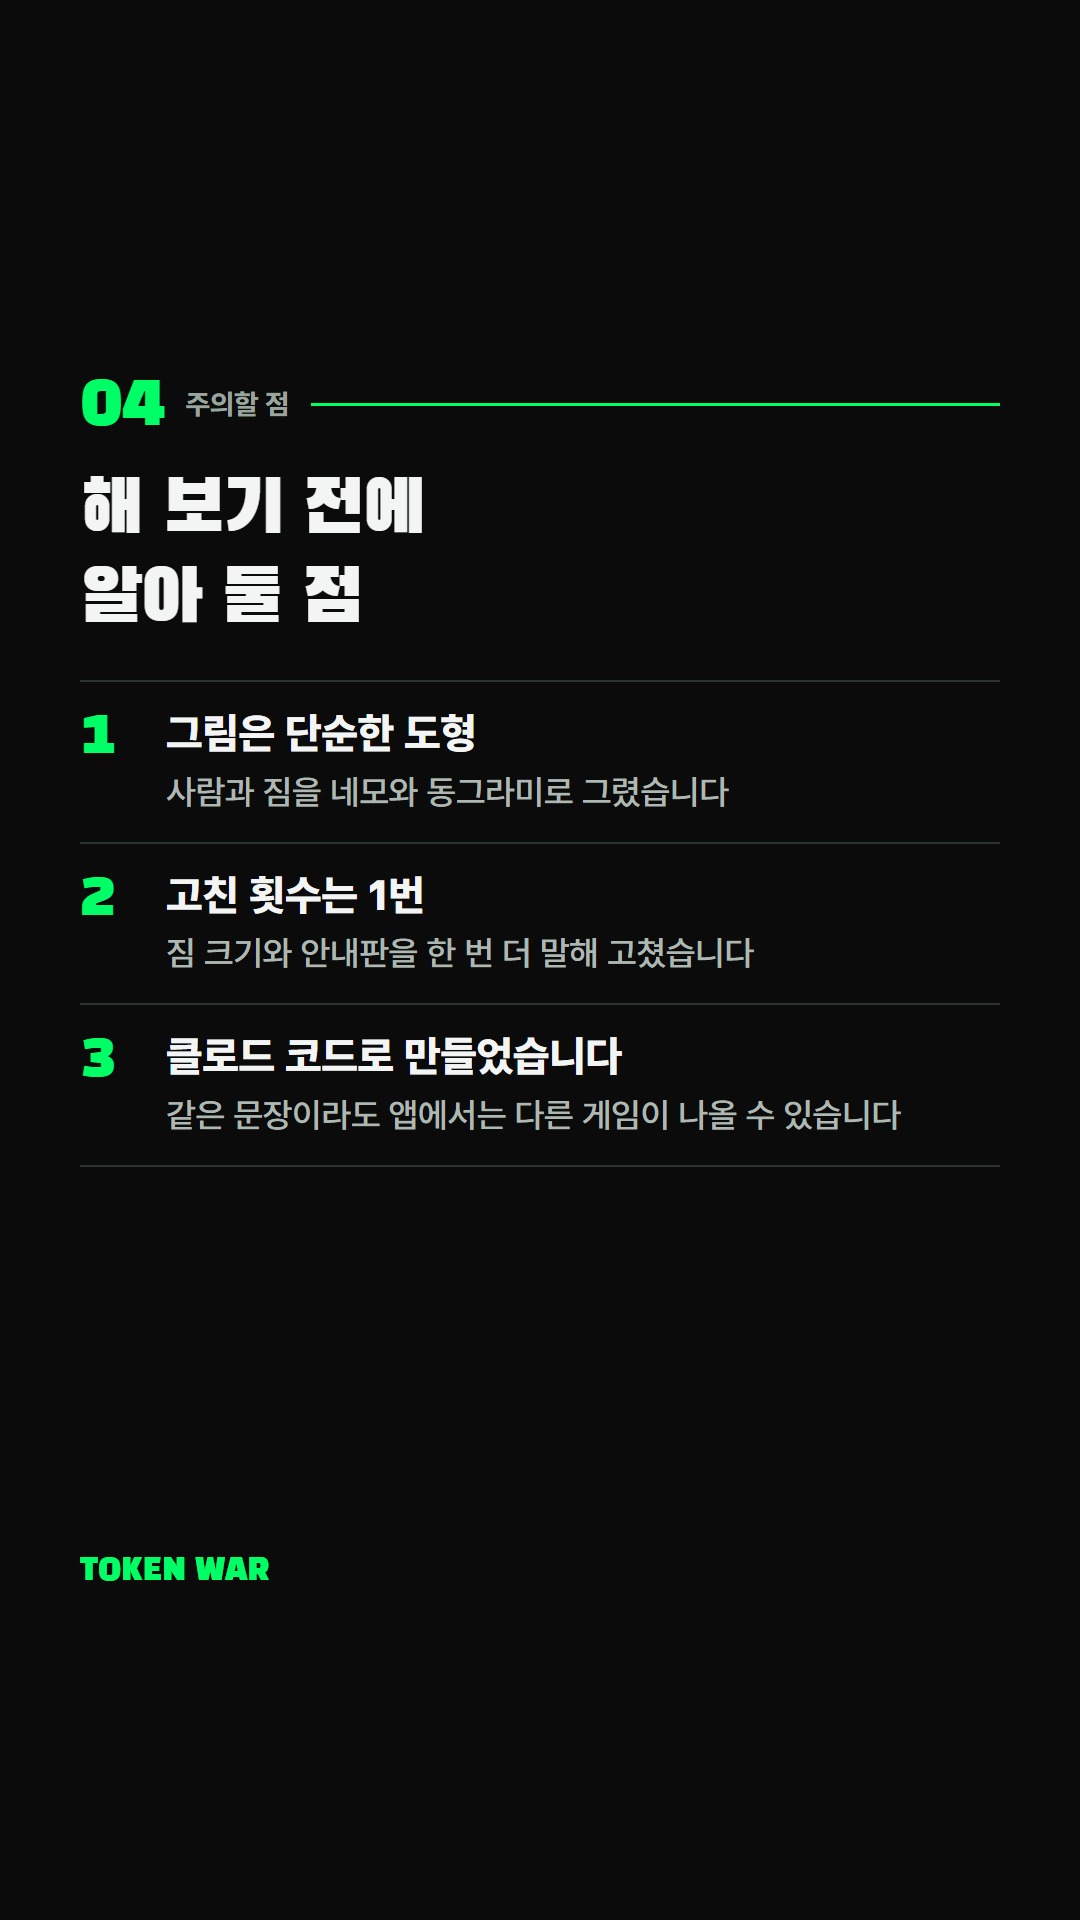 04 주의할 점
해 보기 전에
알아 둘 점
1 그림은 단순한 도형
사람과 짐을 네모와 동그라미로 그렸습니다
2 고친 횟수는 1번
짐 크기와 안내판을 한 번 더 말해 고쳤습니다
3 클로드 코드로 만들었습니다
같은 문장이라도 앱에서는 다른 게임이 나올 수 있습니다
TOKEN WAR